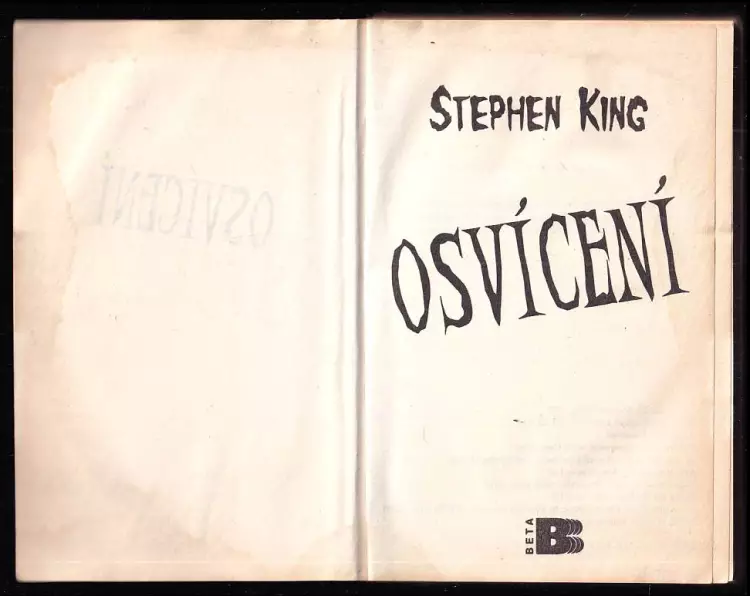 STEPHEN KING
OSVÍCENÍ
BETA
B